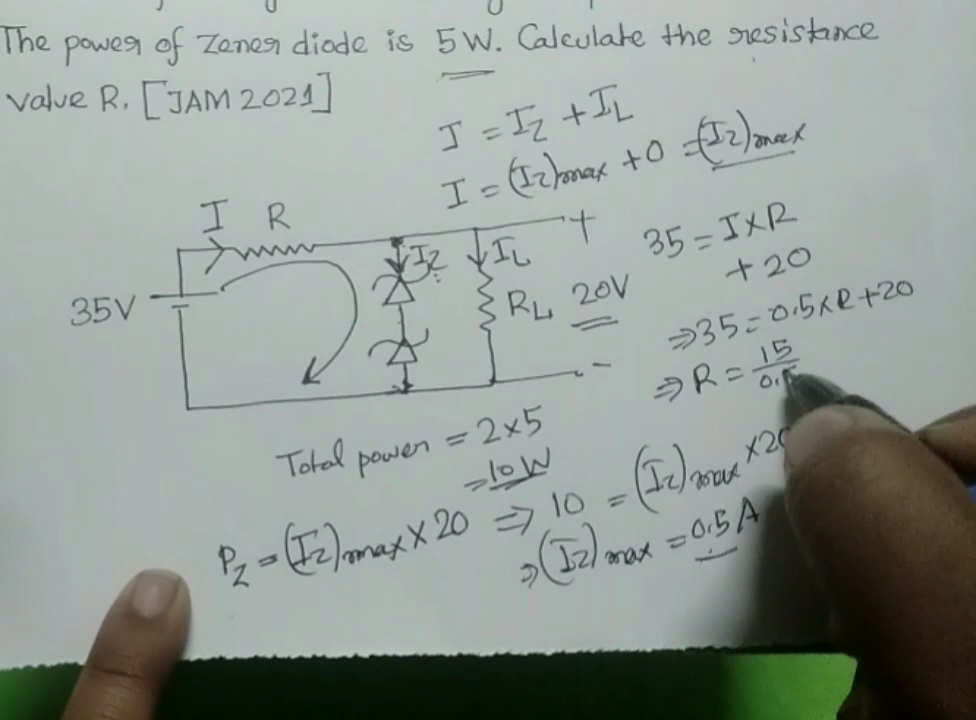 The power of Zener diode is 5W. Calculate the resistance
value R. [JAM 2021]
I = I_Z + I_L
I = (I_Z)max + 0 = (I_Z)max
I R
+
I_Z
I_L
35 = I×R
+ 20
35V
R_L 20V
⇒35 = 0.5×R+20
-
⇒ R = 15/0.5
Total power = 2×5
= 10 W
P_Z = (I_Z)max × 20 ⇒ 10 = (I_Z)max ×20
⇒ (I_Z)max = 0.5 A